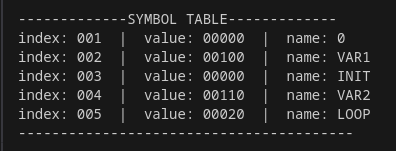 -------------SYMBOL TABLE-------------
index: 001  |  value: 00000  |  name: 0
index: 002  |  value: 00100  |  name: VAR1
index: 003  |  value: 00000  |  name: INIT
index: 004  |  value: 00110  |  name: VAR2
index: 005  |  value: 00020  |  name: LOOP
----------------------------------------